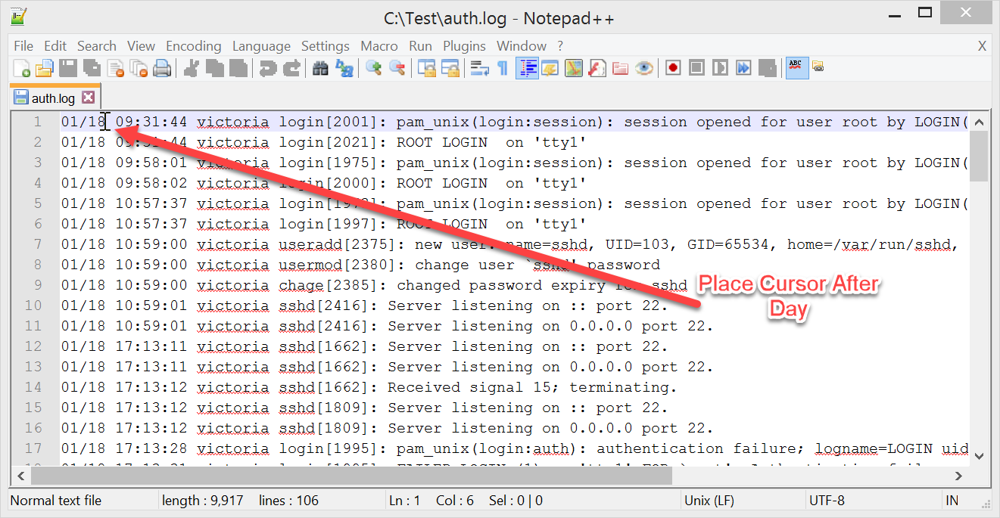 C:\Test\auth.log - Notepad++
File Edit Search View Encoding Language Settings Macro Run Plugins Window ? X
ABC
auth.log
1 01/18 09:31:44 victoria login[2001]: pam_unix(login:session): session opened for user root by LOGIN(
2 01/18 09:31:44 victoria login[2021]: ROOT LOGIN  on 'tty1'
3 01/18 09:58:01 victoria login[1975]: pam_unix(login:session): session opened for user root by LOGIN(
4 01/18 09:58:02 victoria login[2000]: ROOT LOGIN  on 'tty1'
5 01/18 10:57:37 victoria login[1972]: pam_unix(login:session): session opened for user root by LOGIN(
6 01/18 10:57:37 victoria login[1997]: ROOT LOGIN  on 'tty1'
7 01/18 10:59:00 victoria useradd[2375]: new user: name=sshd, UID=103, GID=65534, home=/var/run/sshd,
8 01/18 10:59:00 victoria usermod[2380]: change user `sshd' password
9 01/18 10:59:00 victoria chage[2385]: changed password expiry for sshd
Place Cursor After
Day
10 01/18 10:59:01 victoria sshd[2416]: Server listening on :: port 22.
11 01/18 10:59:01 victoria sshd[2416]: Server listening on 0.0.0.0 port 22.
12 01/18 17:13:11 victoria sshd[1662]: Server listening on :: port 22.
13 01/18 17:13:11 victoria sshd[1662]: Server listening on 0.0.0.0 port 22.
14 01/18 17:13:12 victoria sshd[1662]: Received signal 15; terminating.
15 01/18 17:13:12 victoria sshd[1809]: Server listening on :: port 22.
16 01/18 17:13:12 victoria sshd[1809]: Server listening on 0.0.0.0 port 22.
17 01/18 17:13:28 victoria login[1995]: pam_unix(login:auth): authentication failure; logname=LOGIN uid
Normal text file length : 9,917 lines : 106 Ln : 1 Col : 6 Sel : 0 | 0 Unix (LF) UTF-8 IN